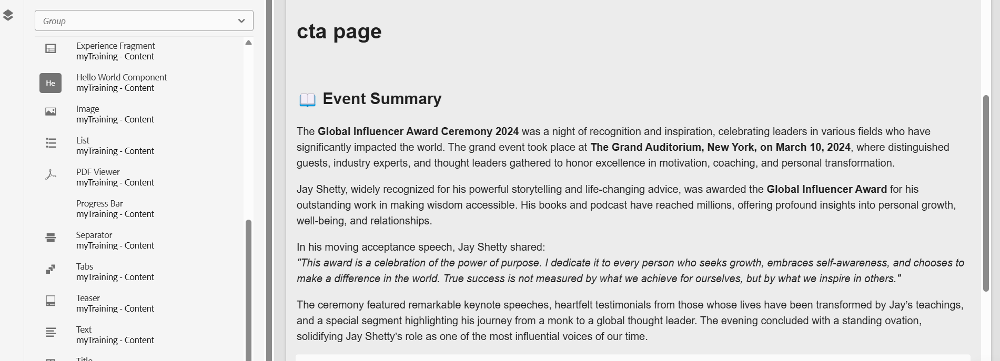 Group
Experience Fragment
myTraining - Content
He
Hello World Component
myTraining - Content
Image
myTraining - Content
List
myTraining - Content
PDF Viewer
myTraining - Content
Progress Bar
myTraining - Content
Separator
myTraining - Content
Tabs
myTraining - Content
Teaser
myTraining - Content
Text
myTraining - Content
Title
cta page
Event Summary
The Global Influencer Award Ceremony 2024 was a night of recognition and inspiration, celebrating leaders in various fields who have
significantly impacted the world. The grand event took place at The Grand Auditorium, New York, on March 10, 2024, where distinguished
guests, industry experts, and thought leaders gathered to honor excellence in motivation, coaching, and personal transformation.
Jay Shetty, widely recognized for his powerful storytelling and life-changing advice, was awarded the Global Influencer Award for his
outstanding work in making wisdom accessible. His books and podcast have reached millions, offering profound insights into personal growth,
well-being, and relationships.
In his moving acceptance speech, Jay Shetty shared:
"This award is a celebration of the power of purpose. I dedicate it to every person who seeks growth, embraces self-awareness, and chooses to
make a difference in the world. True success is not measured by what we achieve for ourselves, but by what we inspire in others."
The ceremony featured remarkable keynote speeches, heartfelt testimonials from those whose lives have been transformed by Jay’s teachings,
and a special segment highlighting his journey from a monk to a global thought leader. The evening concluded with a standing ovation,
solidifying Jay Shetty’s role as one of the most influential voices of our time.